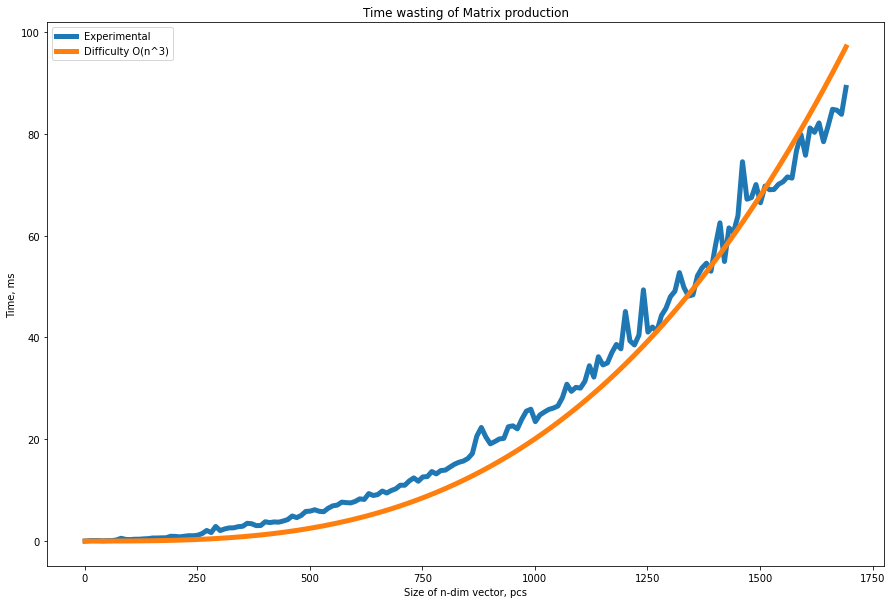 Time wasting of Matrix production
Experimental
Difficulty O(n^3)
100
80
60
40
20
0
Time, ms
0 250 500 750 1000 1250 1500 1750
Size of n-dim vector, pcs